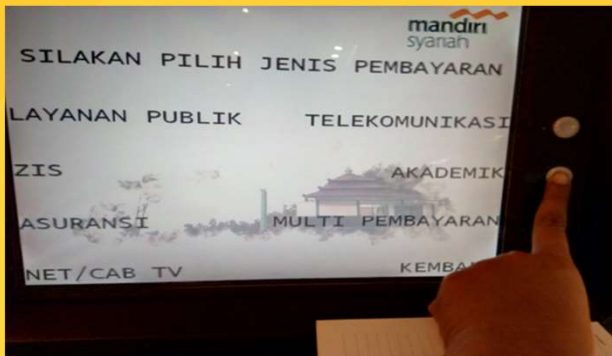 mandiri
syariah
SILAKAN PILIH JENIS PEMBAYARAN
LAYANAN PUBLIK TELEKOMUNIKASI
ZIS AKADEMIK
ASURANSI MULTI PEMBAYARAN
NET/CAB TV